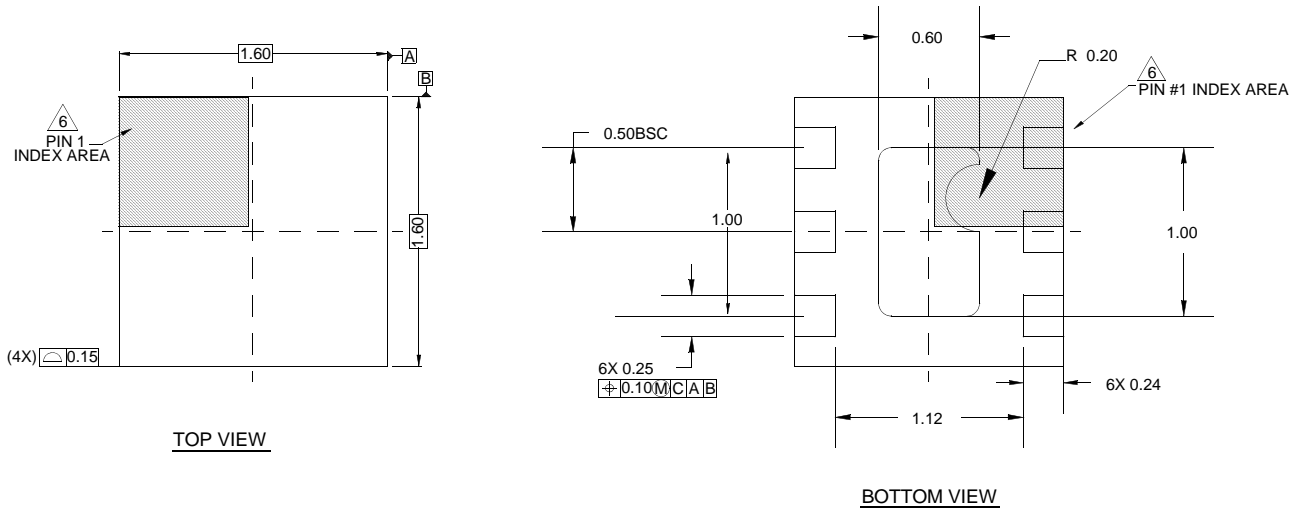 1.60
A
B
6
PIN 1
INDEX AREA
1.60
(4X) 0.15
TOP VIEW
0.60
R 0.20
6
PIN #1 INDEX AREA
0.50BSC
1.00
1.00
6X 0.25
0.10 M C A B
6X 0.24
1.12
BOTTOM VIEW